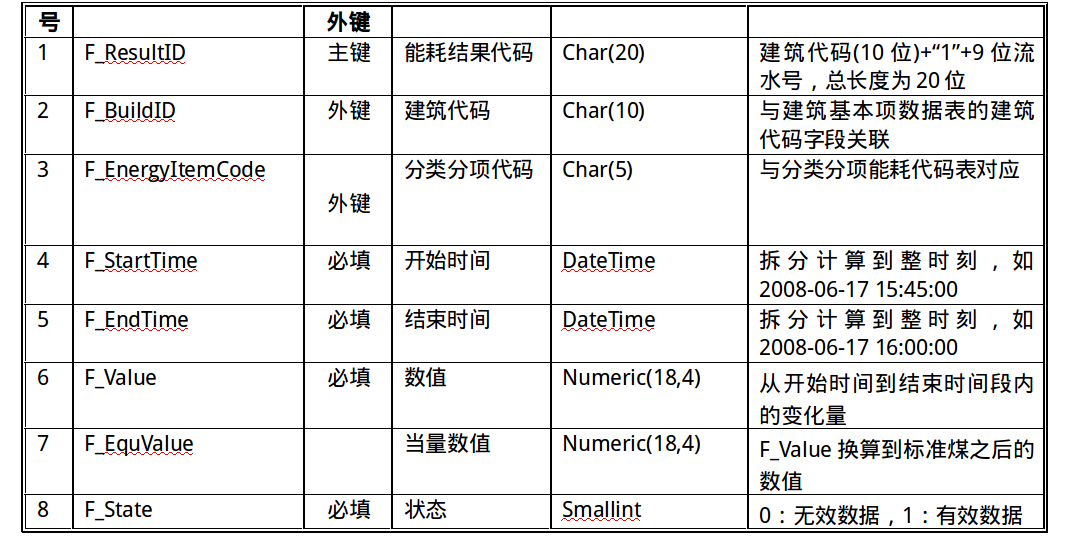 号 外键
1 F_ResultID 主键 能耗结果代码 Char(20) 建筑代码(10 位)+“1”+9 位流
水号，总长度为 20 位
2 F_BuildID 外键 建筑代码 Char(10) 与建筑基本项数据表的建筑
代码字段关联
3 F_EnergyItemCode 分类分项代码 Char(5) 与分类分项能耗代码表对应
外键
4 F_StartTime 必填 开始时间 DateTime 拆分计算到整时刻，如
2008-06-17 15:45:00
5 F_EndTime 必填 结束时间 DateTime 拆分计算到整时刻，如
2008-06-17 16:00:00
6 F_Value 必填 数值 Numeric(18,4) 从开始时间到结束时间段内
的变化量
7 F_EquValue 当量数值 Numeric(18,4) F_Value 换算到标准煤之后的
数值
8 F_State 必填 状态 Smallint 0：无效数据，1：有效数据